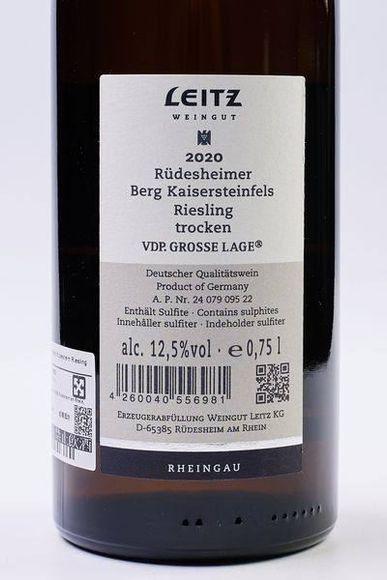 LEITZ
WEINGUT
2020
Rüdesheimer
Berg Kaisersteinfels
Riesling
trocken
VDP. GROSSE LAGE®
Deutscher Qualitätswein
Product of Germany
A. P. Nr. 24 079 095 22
Enthält Sulfite · Contains sulphites
Innehåller sulfiter · Indeholder sulfiter
alc. 12,5%vol · e 0,75 l
4 260040 556981
ERZEUGERABFÜLLUNG WEINGUT LEITZ KG
D-65385 RÜDESHEIM AM RHEIN
RHEINGAU
Riesling